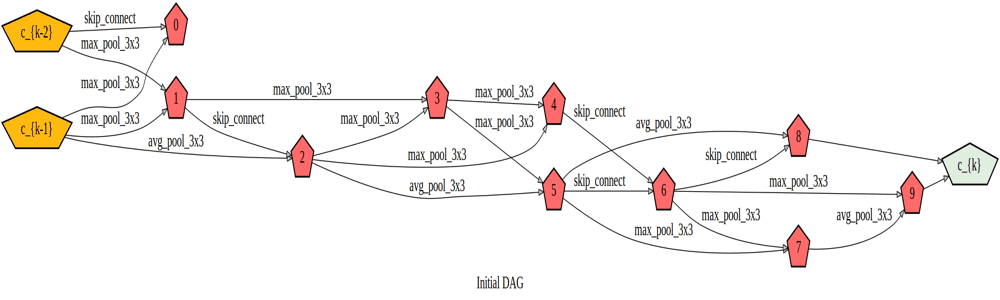 c_{k-2}
skip_connect
0
max_pool_3x3
max_pool_3x3
c_{k-1}
max_pool_3x3
avg_pool_3x3
1
max_pool_3x3
skip_connect
2
max_pool_3x3
max_pool_3x3
avg_pool_3x3
3
max_pool_3x3
max_pool_3x3
4
skip_connect
5
avg_pool_3x3
skip_connect
max_pool_3x3
6
skip_connect
max_pool_3x3
max_pool_3x3
7
avg_pool_3x3
8
9
c_{k}
Initial DAG